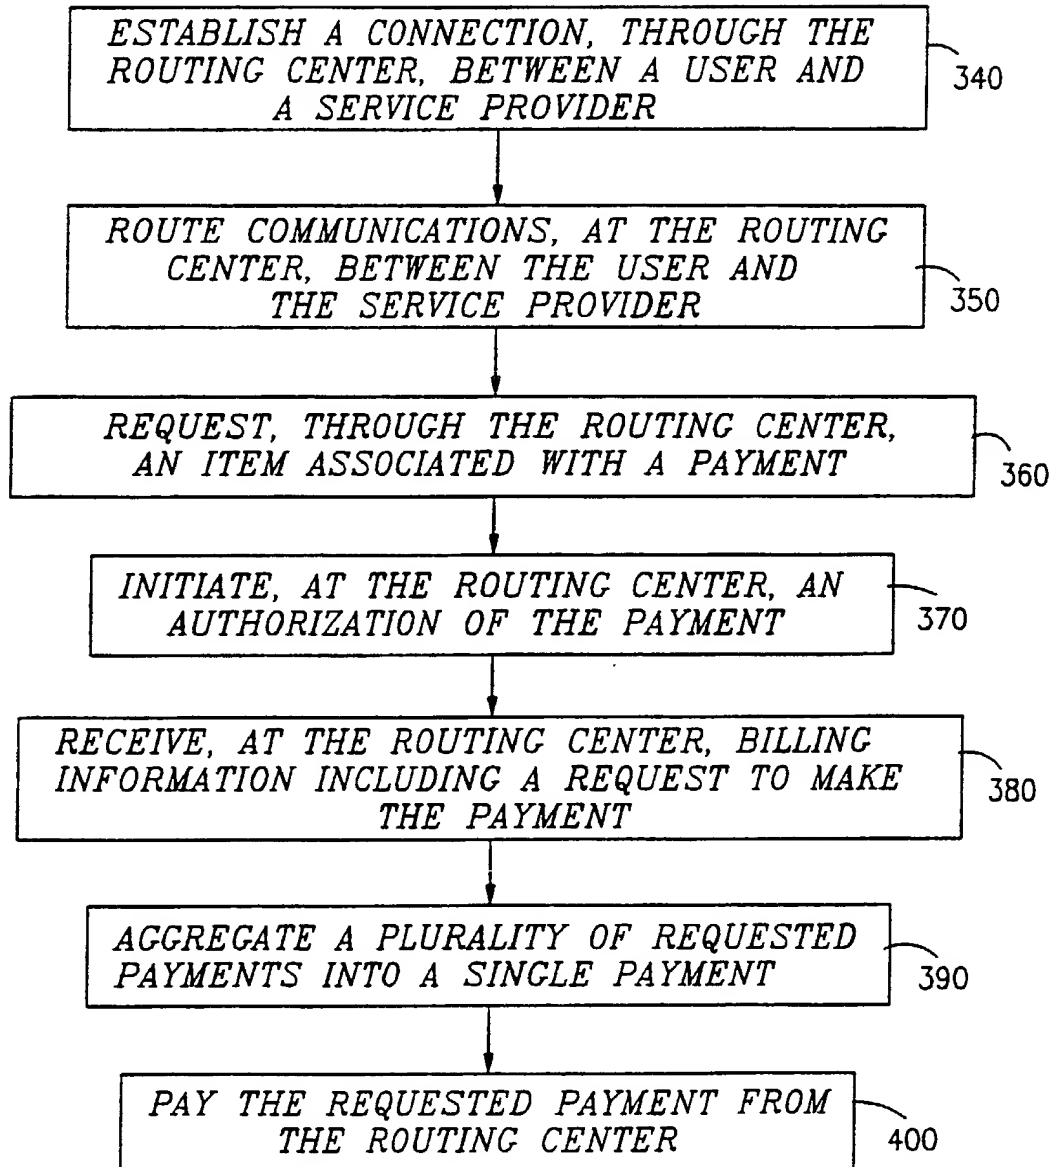 ESTABLISH A CONNECTION, THROUGH THE
ROUTING CENTER, BETWEEN A USER AND
A SERVICE PROVIDER
340
ROUTE COMMUNICATIONS, AT THE ROUTING
CENTER, BETWEEN THE USER AND
THE SERVICE PROVIDER
350
REQUEST, THROUGH THE ROUTING CENTER,
AN ITEM ASSOCIATED WITH A PAYMENT
360
INITIATE, AT THE ROUTING CENTER, AN
AUTHORIZATION OF THE PAYMENT
370
RECEIVE, AT THE ROUTING CENTER, BILLING
INFORMATION INCLUDING A REQUEST TO MAKE
THE PAYMENT
380
AGGREGATE A PLURALITY OF REQUESTED
PAYMENTS INTO A SINGLE PAYMENT
390
PAY THE REQUESTED PAYMENT FROM
THE ROUTING CENTER
400